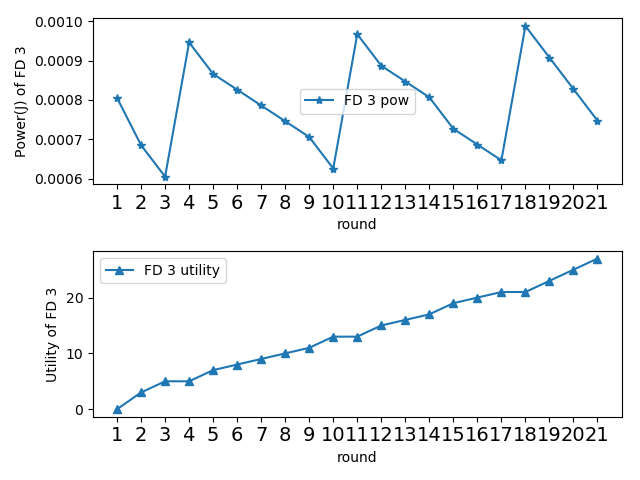 0.0010
0.0009
0.0008
0.0007
0.0006
Power(J) of FD 3
FD 3 pow
1 2 3 4 5 6 7 8 9 10 11 12 13 14 15 16 17 18 19 20 21
round
FD 3 utility
20
10
0
Utility of FD 3
1 2 3 4 5 6 7 8 9 10 11 12 13 14 15 16 17 18 19 20 21
round